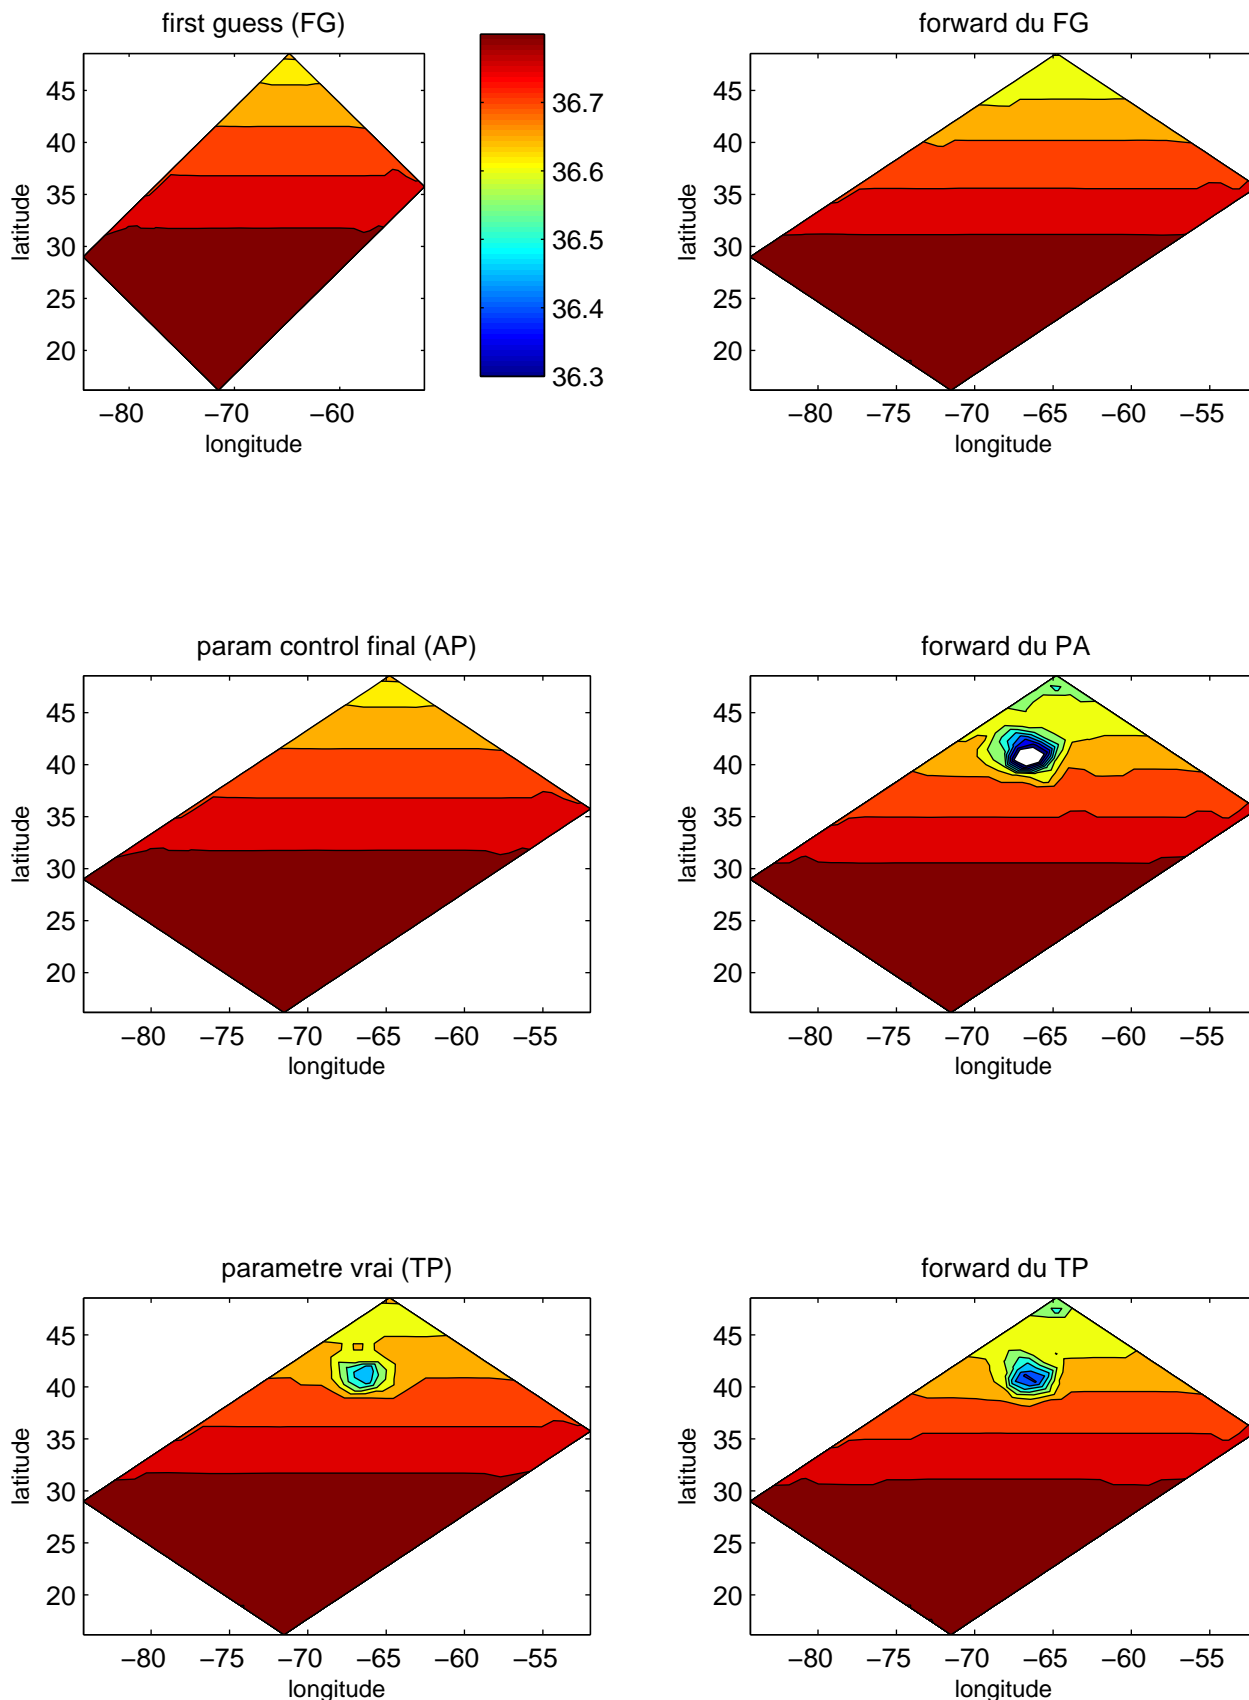 first guess (FG)
45
40
35
30
25
20
latitude
−80 −70 −60
longitude
36.7
36.6
36.5
36.4
36.3
forward du FG
45
40
35
30
25
20
latitude
−80 −75 −70 −65 −60 −55
longitude
param control final (AP)
45
40
35
30
25
20
latitude
−80 −75 −70 −65 −60 −55
longitude
forward du PA
45
40
35
30
25
20
latitude
−80 −75 −70 −65 −60 −55
longitude
parametre vrai (TP)
45
40
35
30
25
20
latitude
−80 −75 −70 −65 −60 −55
longitude
forward du TP
45
40
35
30
25
20
latitude
−80 −75 −70 −65 −60 −55
longitude